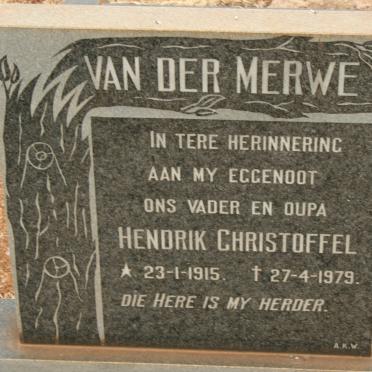 VAN DER MERWE
IN TERE HERINNERING
AAN MY EGGENOOT
ONS VADER EN OUPA
HENDRIK CHRISTOFFEL
★ 23-1-1915. † 27-4-1979.
DIE HERE IS MY HERDER.
A.K.W.